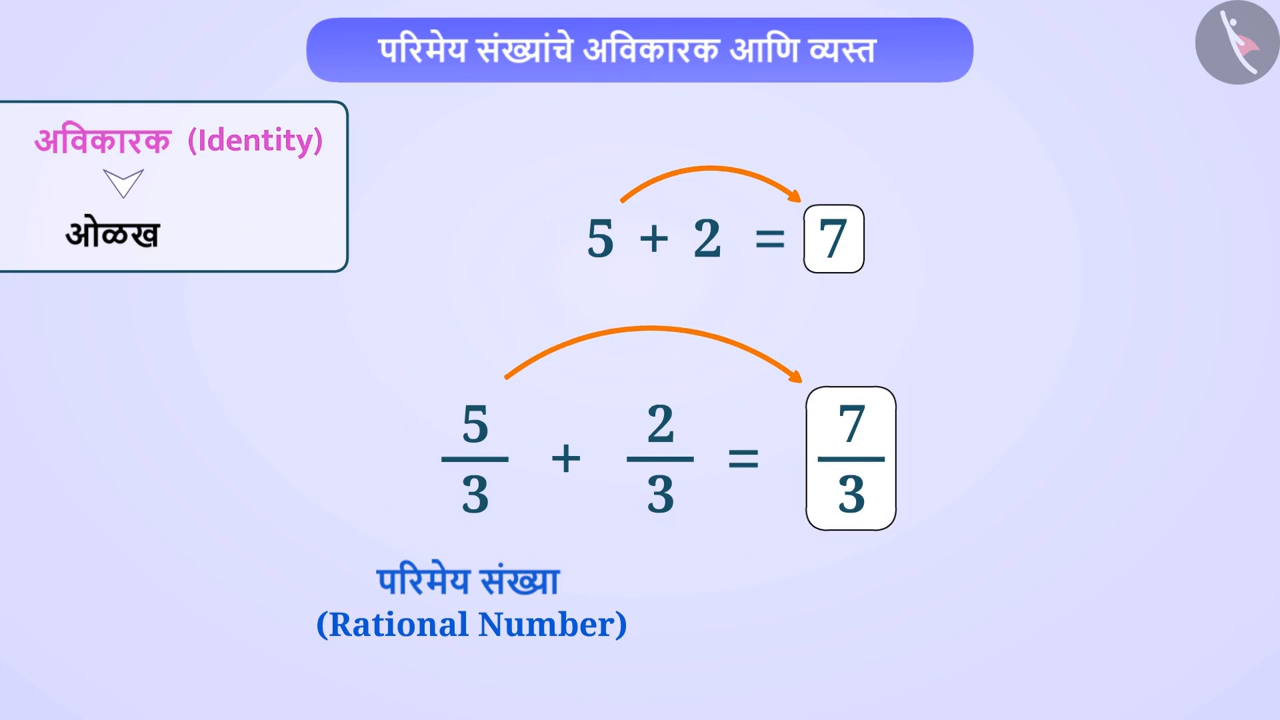 परिमेय संख्यांचे अविकारक आणि व्यस्त
अविकारक (Identity)
ओळख
5 + 2 = 7
5/3 + 2/3 = 7/3
परिमेय संख्या
(Rational Number)